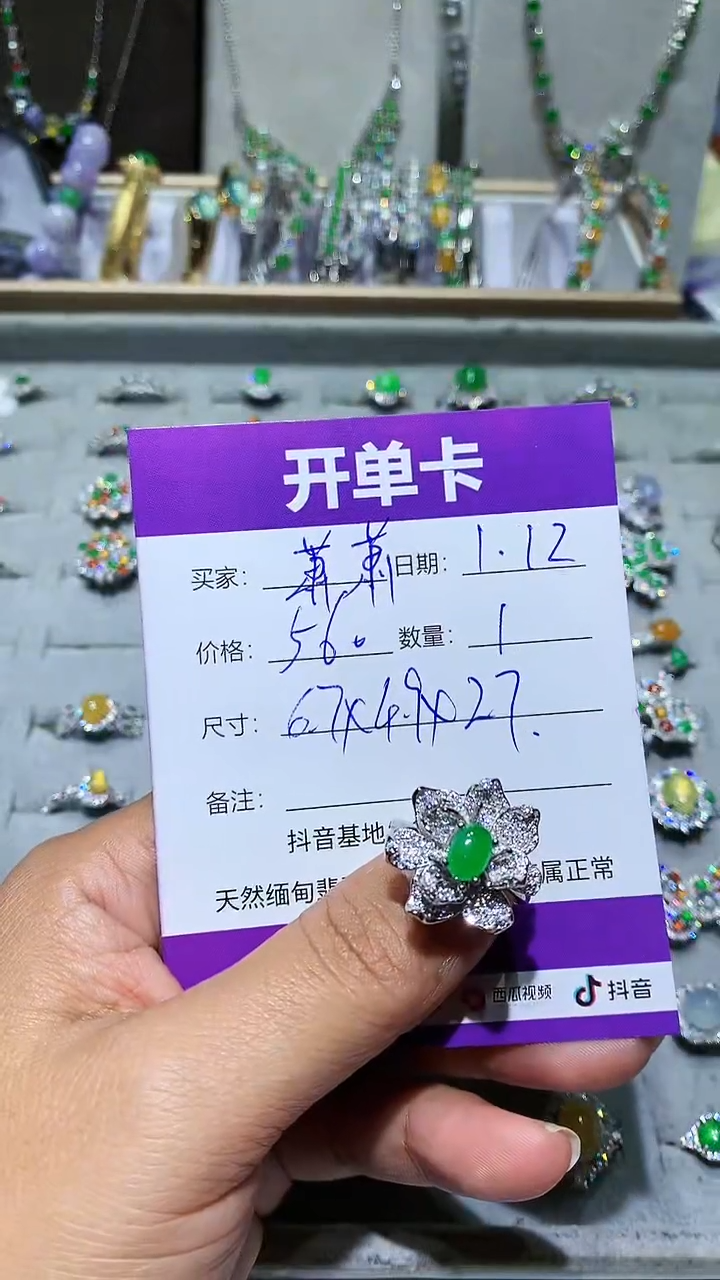 开单卡
买家: 萧萧 日期: 1.12
价格: 560 数量: 1
尺寸: 6.7x4.9x2.7.
备注:
抖音基地
天然缅甸翡 属正常
西瓜视频 抖音